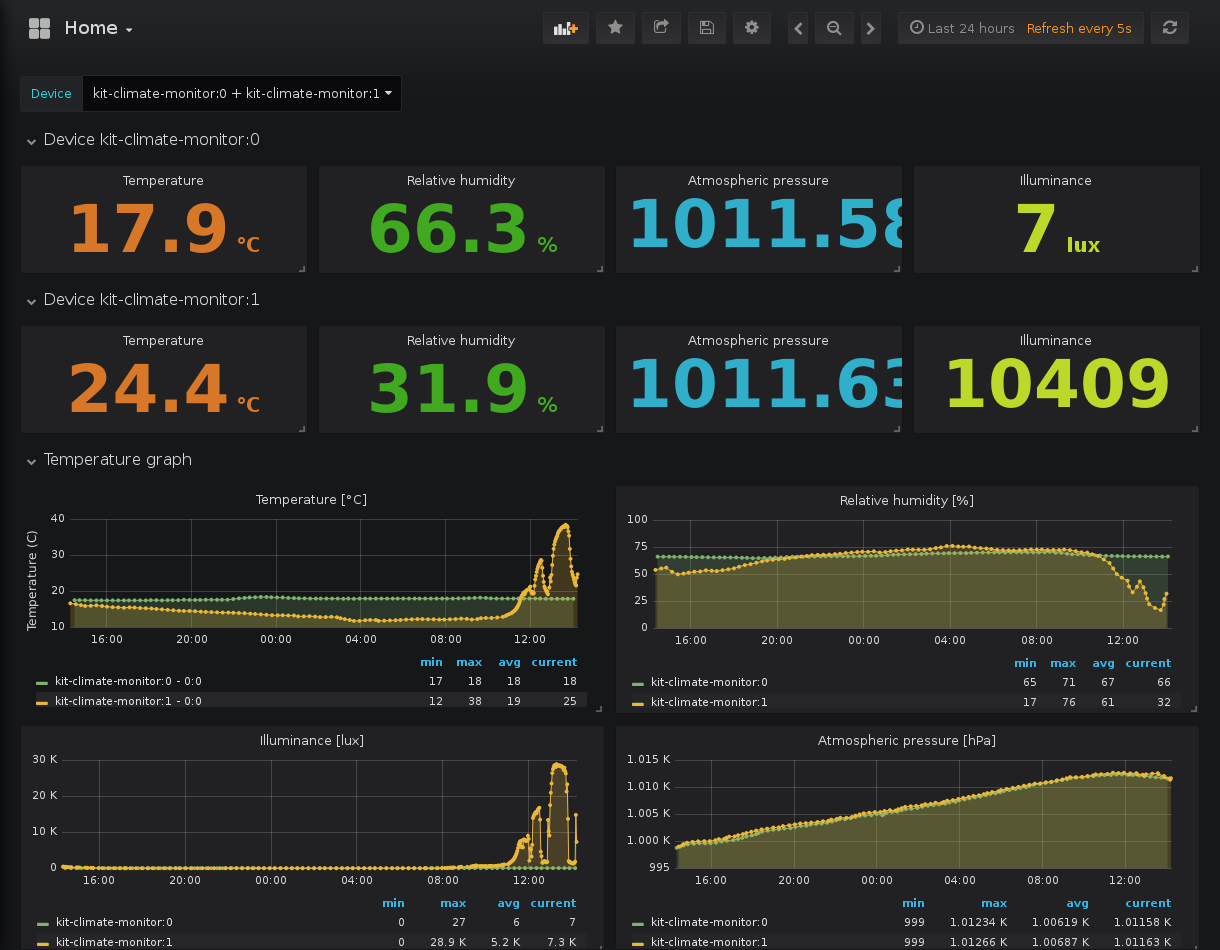 Home
Last 24 hours Refresh every 5s
Device kit-climate-monitor:0 + kit-climate-monitor:1
Device kit-climate-monitor:0
Temperature Relative humidity Atmospheric pressure Illuminance
17.9 °C 66.3 % 1011.58 7 lux
Device kit-climate-monitor:1
Temperature Relative humidity Atmospheric pressure Illuminance
24.4 °C 31.9 % 1011.63 10409
Temperature graph
Temperature [°C]
Temperature (C)
40
30
20
10
16:00 20:00 00:00 04:00 08:00 12:00
min max avg current
kit-climate-monitor:0 - 0:0 17 18 18 18
kit-climate-monitor:1 - 0:0 12 38 19 25
Relative humidity [%]
100
75
50
25
0
16:00 20:00 00:00 04:00 08:00 12:00
min max avg current
kit-climate-monitor:0 65 71 67 66
kit-climate-monitor:1 17 76 61 32
Illuminance [lux]
30 K
20 K
10 K
0
16:00 20:00 00:00 04:00 08:00 12:00
min max avg current
kit-climate-monitor:0 0 27 6 7
kit-climate-monitor:1 0 28.9 K 5.2 K 7.3 K
Atmospheric pressure [hPa]
1.015 K
1.010 K
1.005 K
1.000 K
995
16:00 20:00 00:00 04:00 08:00 12:00
min max avg current
kit-climate-monitor:0 999 1.01234 K 1.00619 K 1.01158 K
kit-climate-monitor:1 999 1.01266 K 1.00687 K 1.01163 K